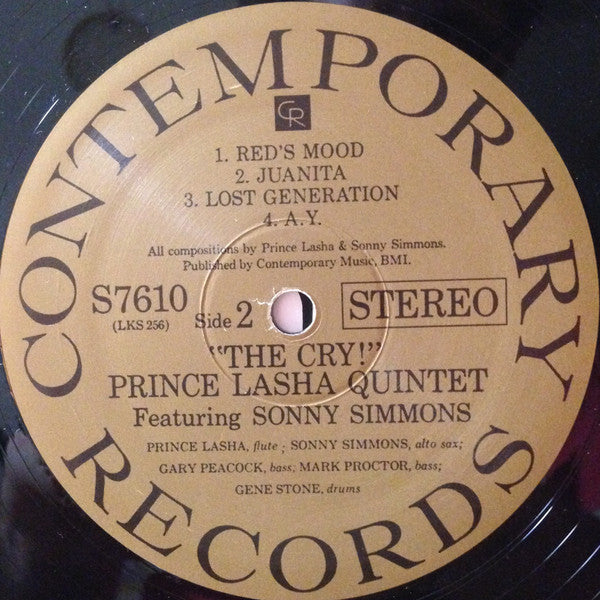 CONTEMPORARY
CR
1. RED'S MOOD
2. JUANITA
3. LOST GENERATION
4. A.Y.
All compositions by Prince Lasha & Sonny Simmons.
Published by Contemporary Music, BMI.
S7610
(LKS 256)
Side 2
STEREO
"THE CRY!"
PRINCE LASHA QUINTET
Featuring SONNY SIMMONS
PRINCE LASHA, flute ; SONNY SIMMONS, alto sax;
GARY PEACOCK, bass; MARK PROCTOR, bass;
GENE STONE, drums
RECORDS